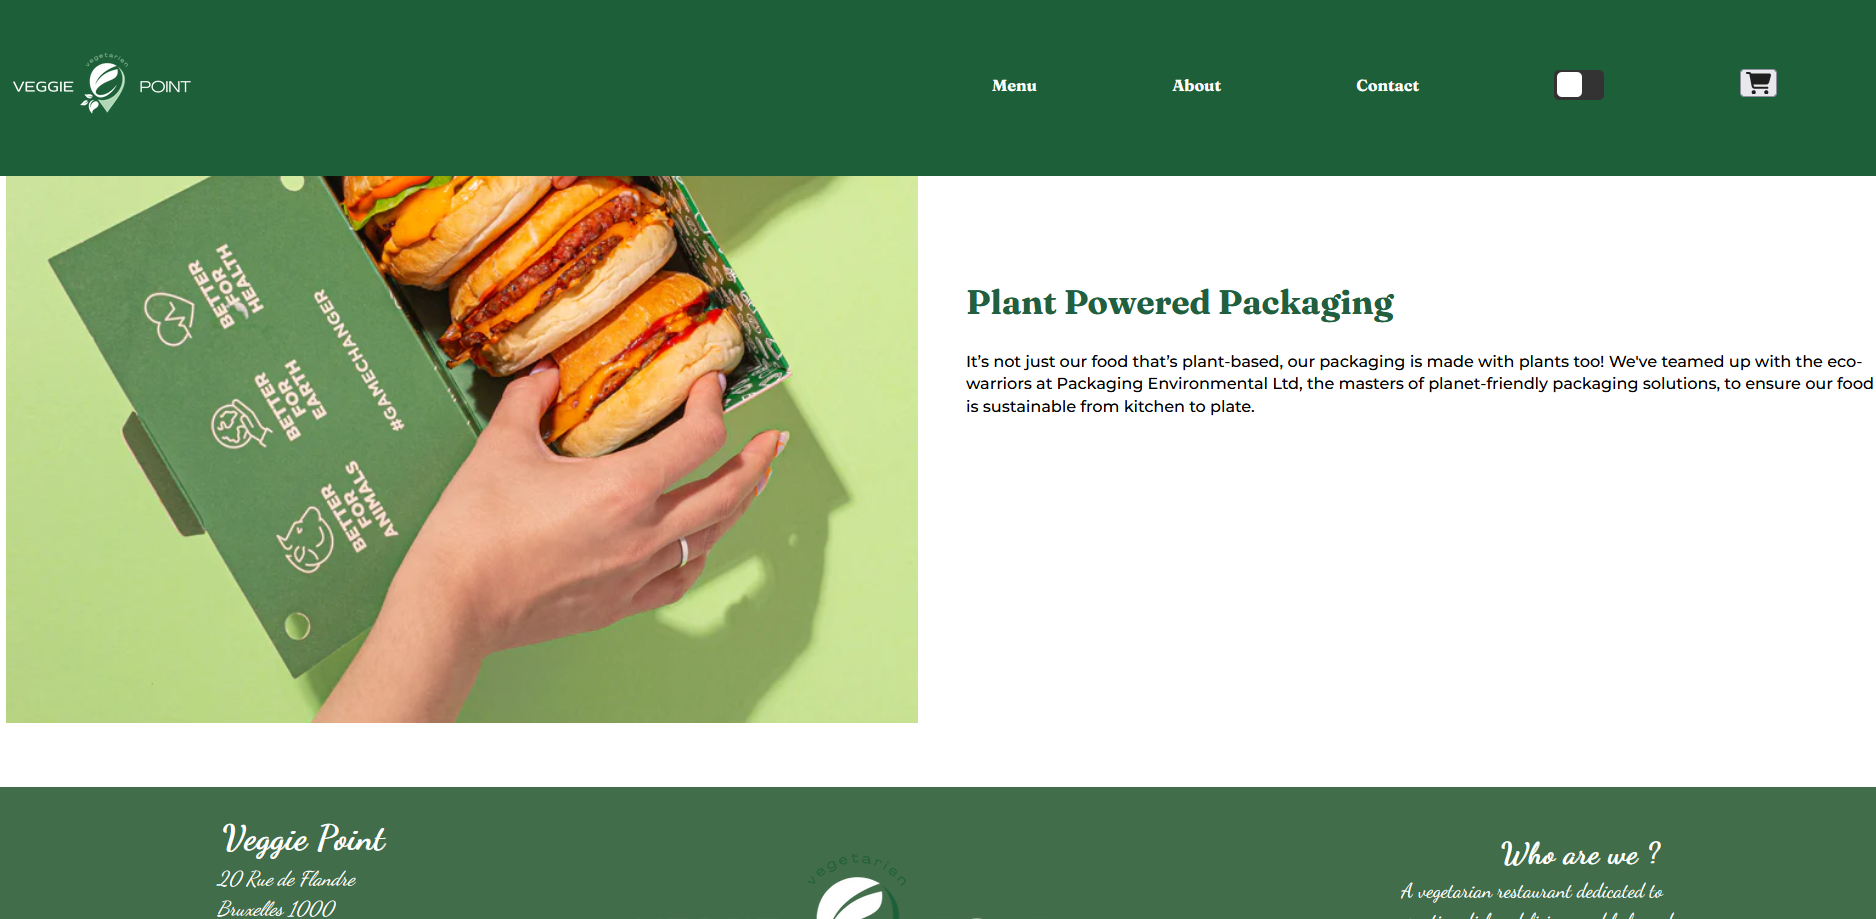 vegetarien
VEGGIE POINT
Menu
About
Contact
BETTER
FOR
HEALTH
BETTER
FOR
EARTH
BETTER
FOR
ANIMALS
#GAMECHANGER
Plant Powered Packaging
It’s not just our food that’s plant-based, our packaging is made with plants too! We've teamed up with the eco-
warriors at Packaging Environmental Ltd, the masters of planet-friendly packaging solutions, to ensure our food
is sustainable from kitchen to plate.
Veggie Point
20 Rue de Flandre
Bruxelles 1000
vegetarien
Who are we ?
A vegetarian restaurant dedicated to